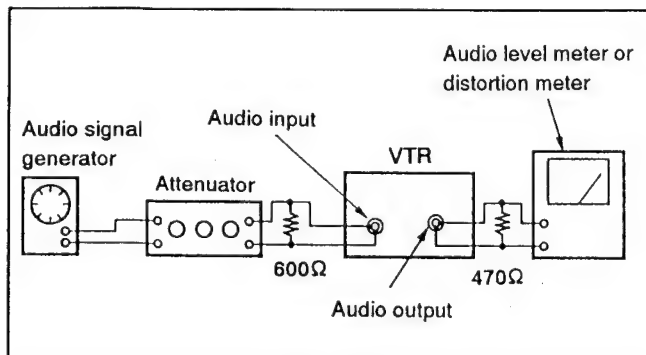 Audio level meter or
distortion meter
Audio input
Audio signal
generator
VTR
Attenuator
600Ω
470Ω
Audio output